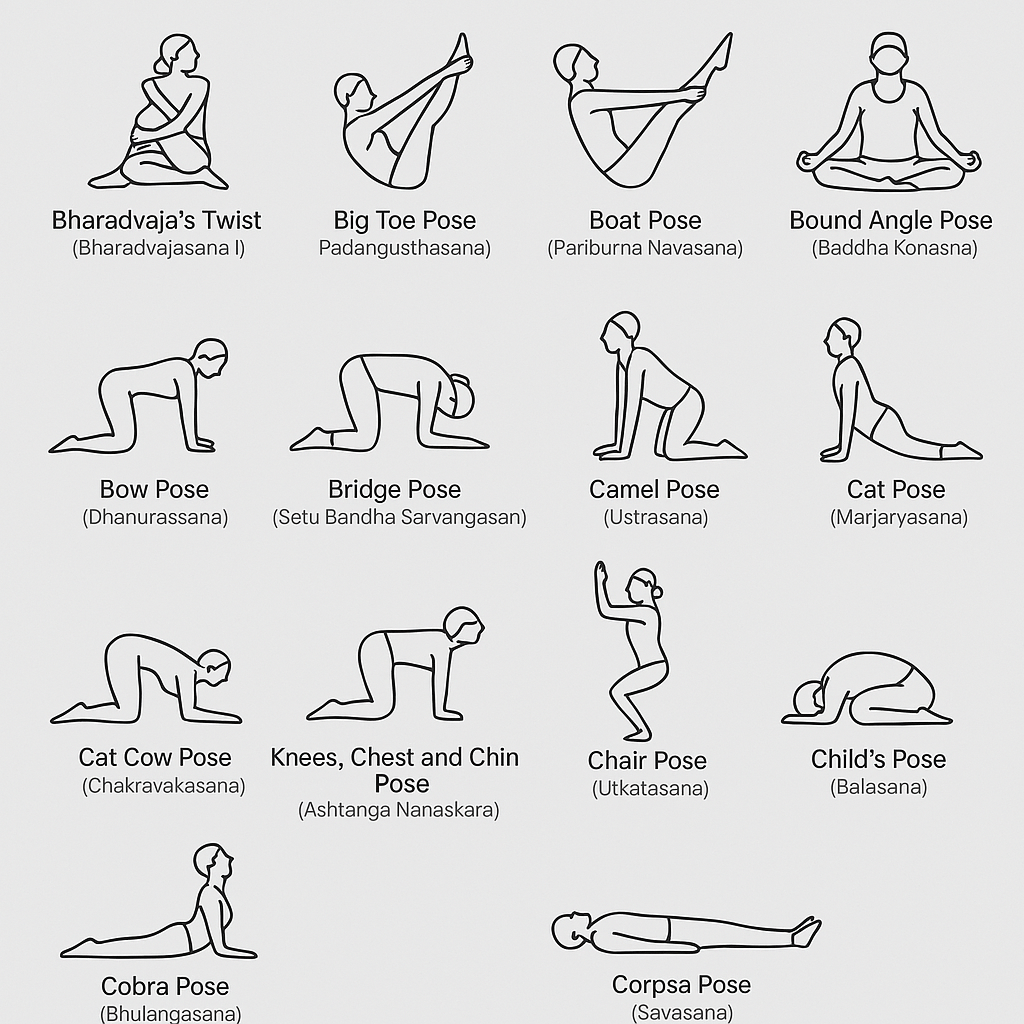 Bharadvaja's Twist
(Bharadvajasana I)
Big Toe Pose
Padangusthasana)
Boat Pose
(Pariburna Navasana)
Bound Angle Pose
(Baddha Konasna)
Bow Pose
(Dhanurassana)
Bridge Pose
(Setu Bandha Sarvangasan)
Camel Pose
(Ustrasana)
Cat Pose
(Marjaryasana)
Cat Cow Pose
(Chakravakasana)
Knees, Chest and Chin
Pose
(Ashtanga Nanaskara)
Chair Pose
(Utkatasana)
Child's Pose
(Balasana)
Cobra Pose
(Bhulangasana)
Corpsa Pose
(Savasana)